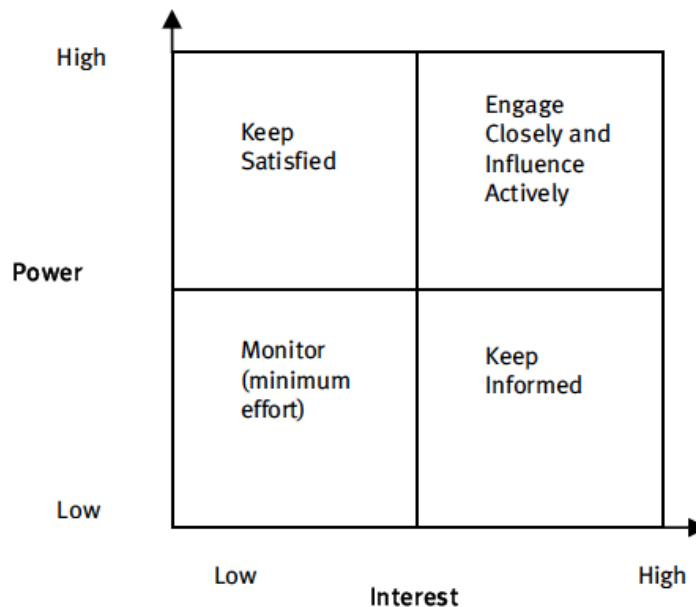 High
Keep
Satisfied
Engage
Closely and
Influence
Actively
Power
Monitor
(minimum
effort)
Keep
Informed
Low
Low
High
Interest